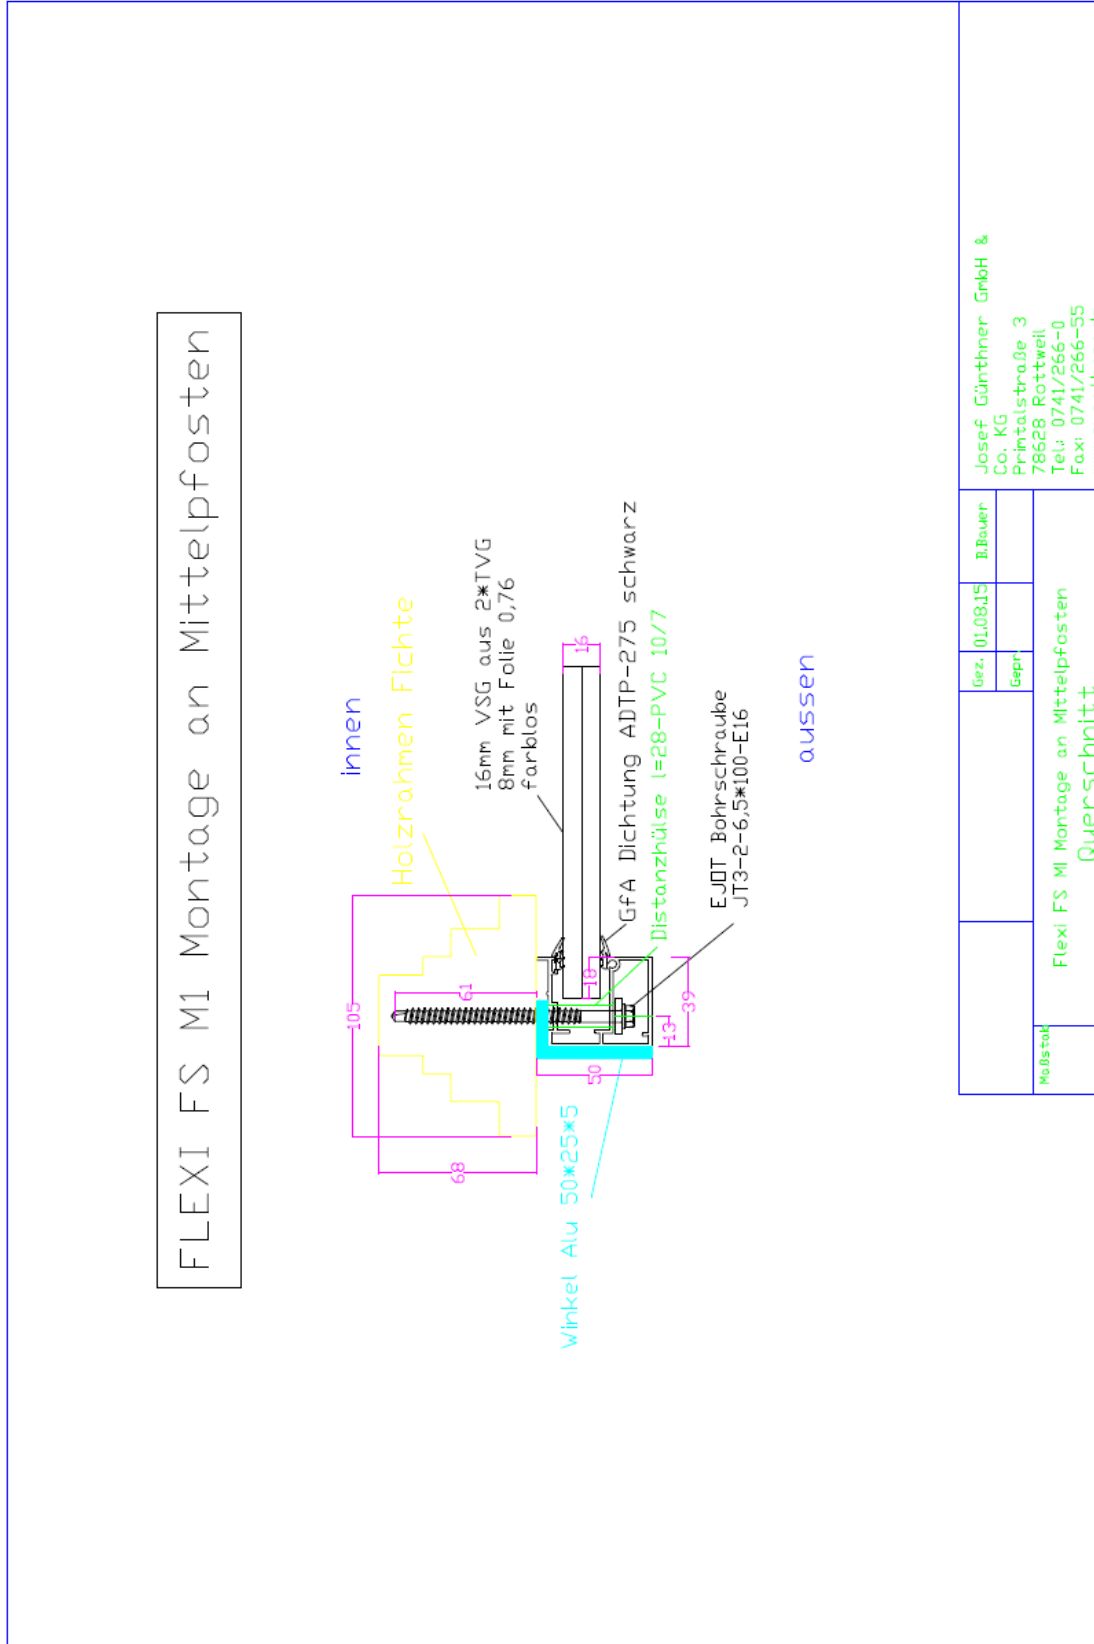 FLEXI FS M1 Montage an Mittelpfosten
innen
Holzrahmen Fichte
105
68
61
16mm VSG aus 2*TVG
8mm mit Folie 0,76
farblos
16
GfA Dichtung ADTP-275 schwarz
Distanzhülse l=28-PVC 10/7
18
13
39
50
Winkel Alu 50*25*5
EJOT Bohrschraube
JT3-2-6,5*100-E16
aussen
Gez.
01.08.15
B.Bauer
Gepr.
Josef Günthner GmbH &
Co. KG
Primtalstraße 3
78628 Rottweil
Tel.: 0741/266-0
Fax: 0741/266-55
Maßstab
Flexi FS M1 Montage an Mittelpfosten
Querschnitt